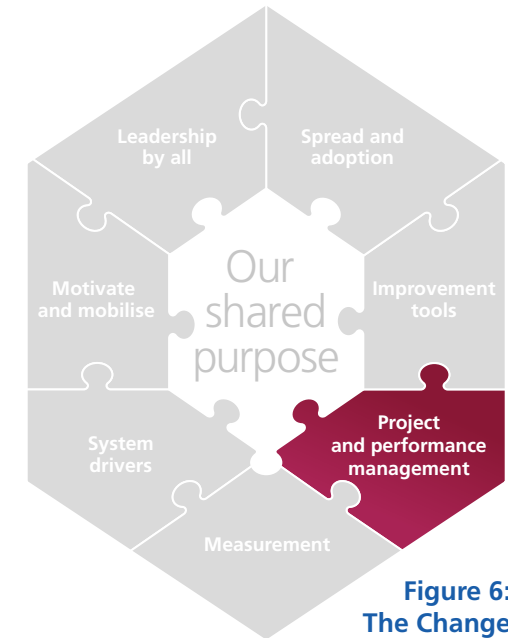 Leadership
by all
Spread and
adoption
Motivate
and mobilise
Our
shared
purpose
Improvement
tools
System
drivers
Project
and performance
management
Measurement
Figure 6:
The Change